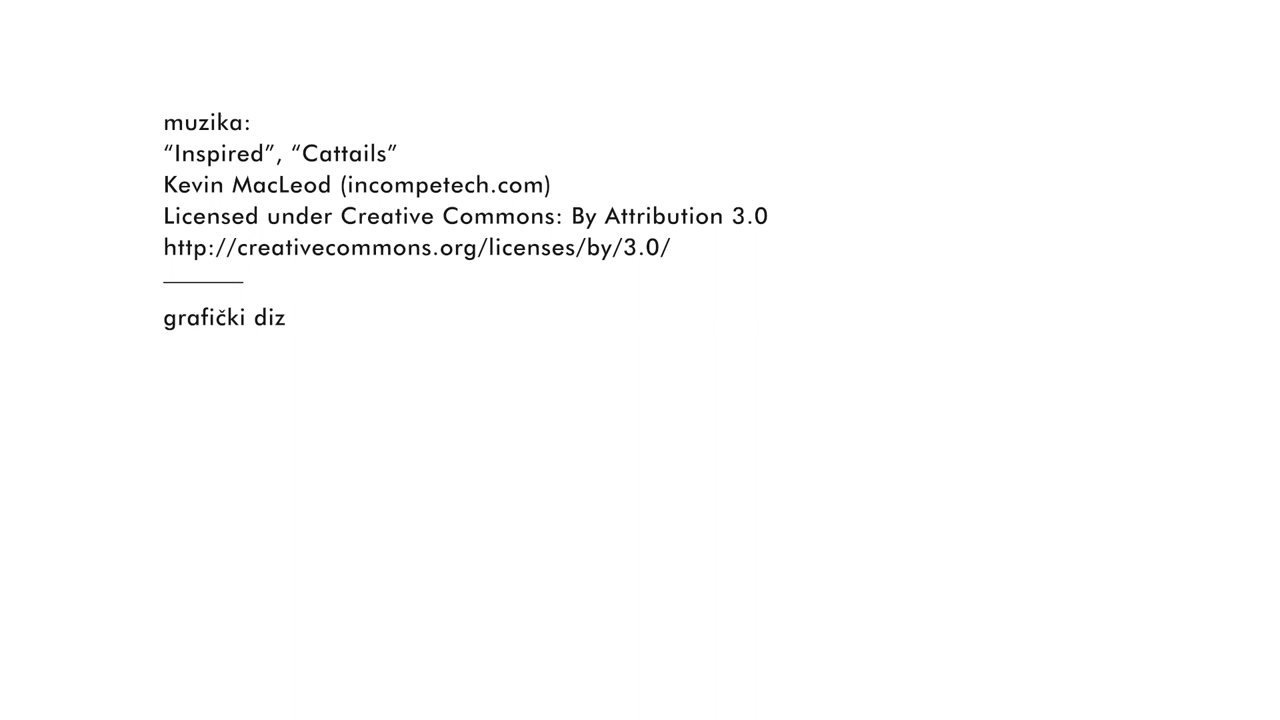 muzika:
“Inspired”, “Cattails”
Kevin MacLeod (incompetech.com)
Licensed under Creative Commons: By Attribution 3.0
http://creativecommons.org/licenses/by/3.0/
grafički diz